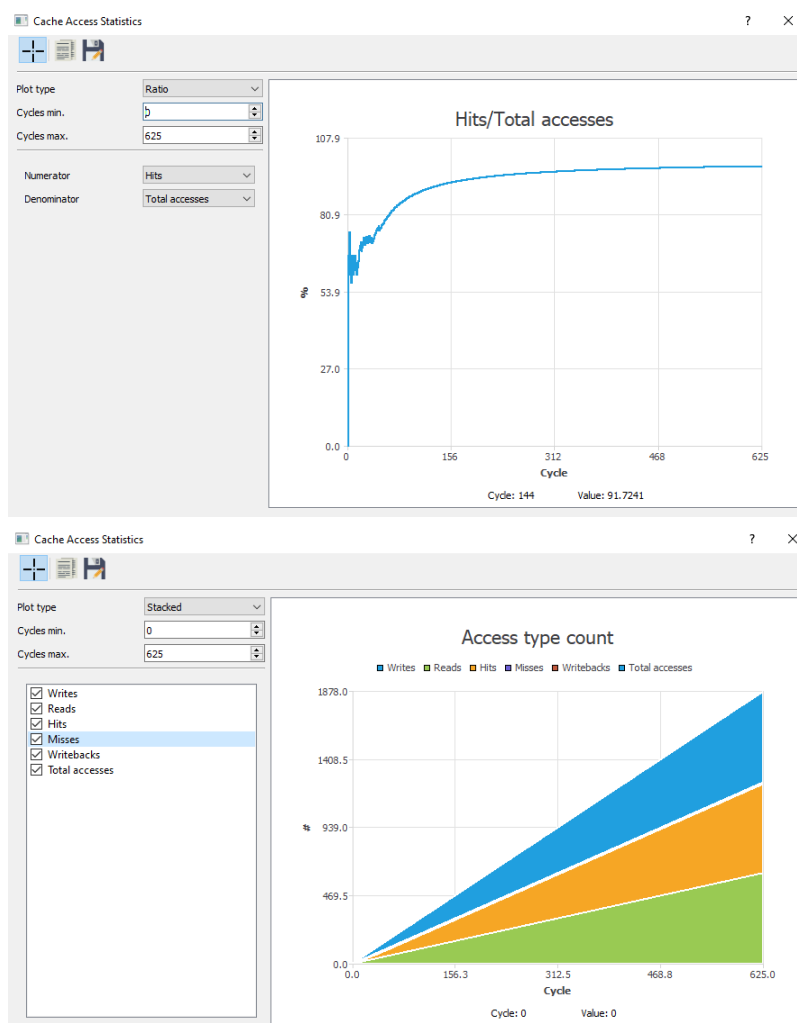 Cache Access Statistics ? ×
Plot type Ratio
Cycles min.
Cycles max. 625
Numerator Hits
Denominator Total accesses
Hits/Total accesses
107.9
80.9
53.9
27.0
0.0
%
0 156 312 468 625
Cycle
Cycle: 144 Value: 91.7241
Cache Access Statistics ? ×
Plot type Stacked
Cycles min. 0
Cycles max. 625
Writes
Reads
Hits
Misses
Writebacks
Total accesses
Access type count
Writes Reads Hits Misses Writebacks Total accesses
1878.0
1408.5
939.0
469.5
0.0
#
0.0 156.3 312.5 468.8 625.0
Cycle
Cycle: 0 Value: 0